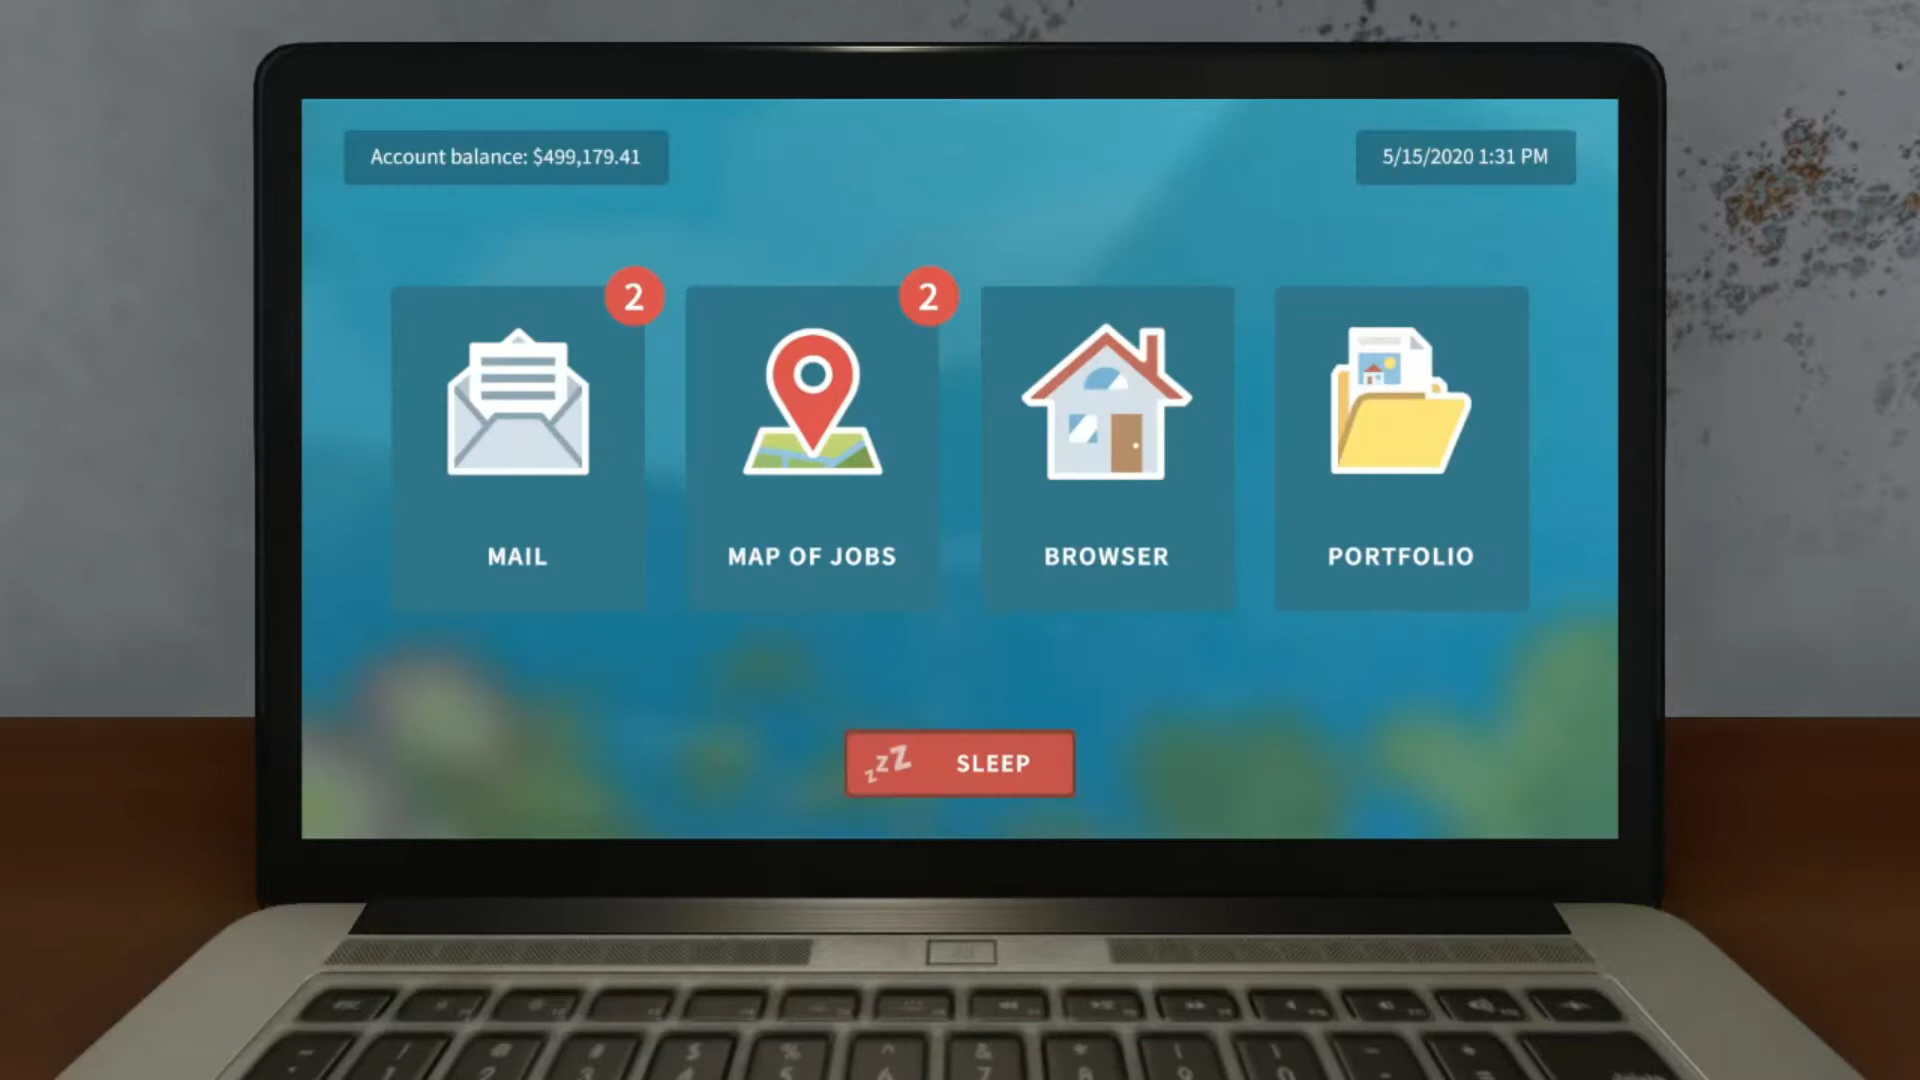 Account balance: $499,179.41
5/15/2020 1:31 PM
2
2
MAIL
MAP OF JOBS
BROWSER
PORTFOLIO
zzZ
SLEEP